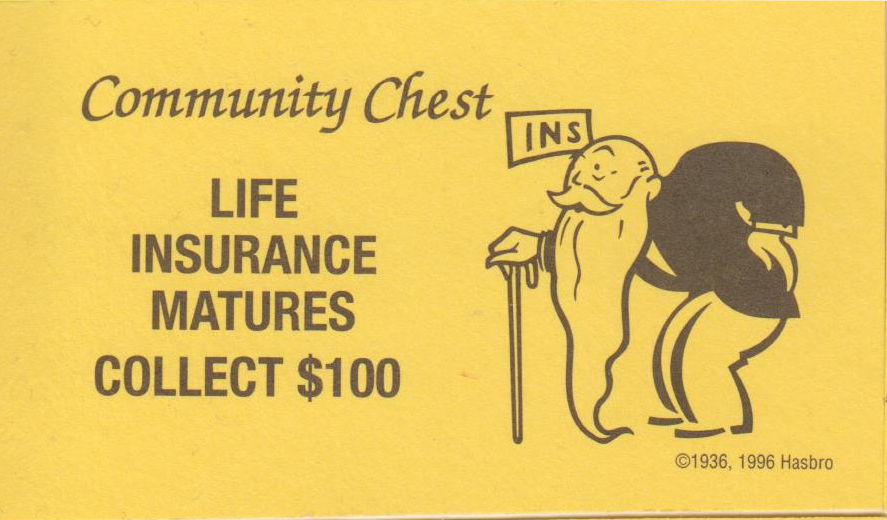 Community Chest
INS
LIFE
INSURANCE
MATURES
COLLECT $100
©1936, 1996 Hasbro